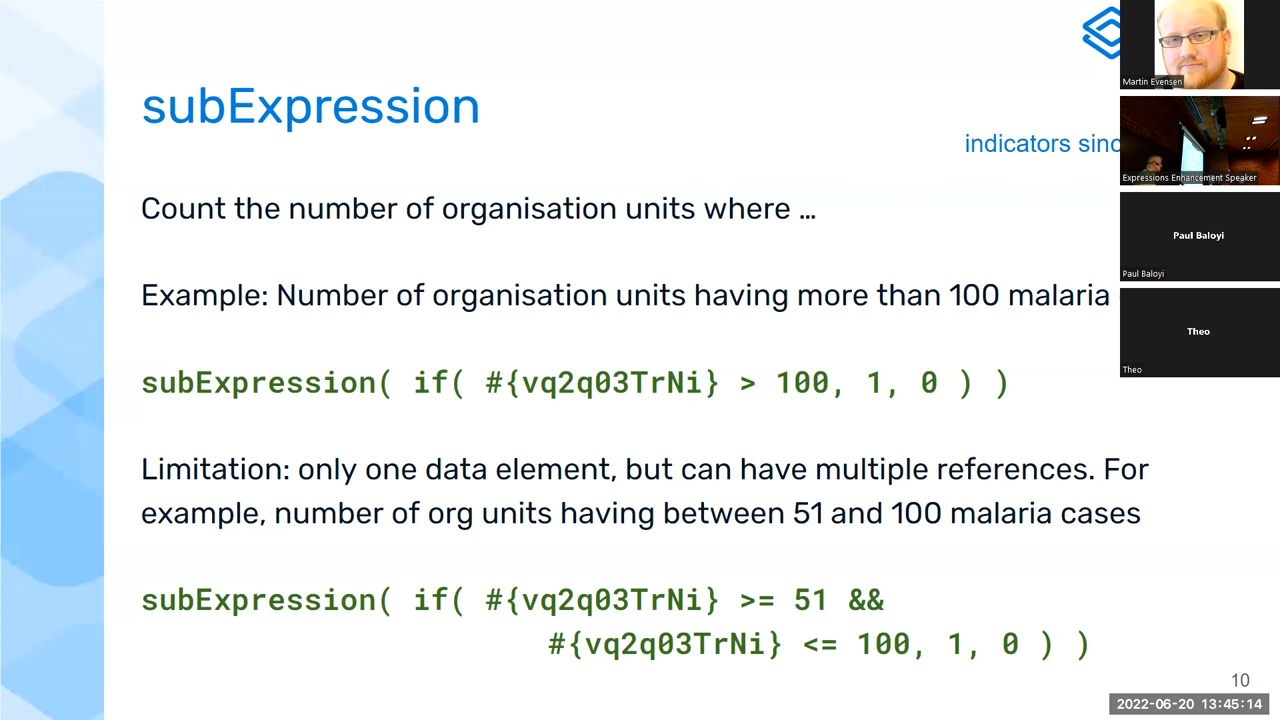 subExpression
indicators sinc
Count the number of organisation units where …
Example: Number of organisation units having more than 100 malaria
subExpression( if( #{vq2q03TrNi} > 100, 1, 0 ) )
Limitation: only one data element, but can have multiple references. For
example, number of org units having between 51 and 100 malaria cases
subExpression( if( #{vq2q03TrNi} >= 51 &&
#{vq2q03TrNi} <= 100, 1, 0 ) )
10
Martin Evensen
Expressions Enhancement Speaker
Paul Baloyi
Paul Baloyi
Theo
Theo
2022-06-20 13:45:14